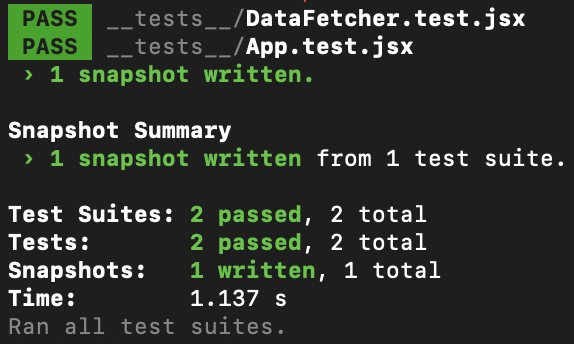 PASS __tests__/DataFetcher.test.jsx
PASS __tests__/App.test.jsx
› 1 snapshot written.
Snapshot Summary
› 1 snapshot written from 1 test suite.
Test Suites: 2 passed, 2 total
Tests: 2 passed, 2 total
Snapshots: 1 written, 1 total
Time: 1.137 s
Ran all test suites.